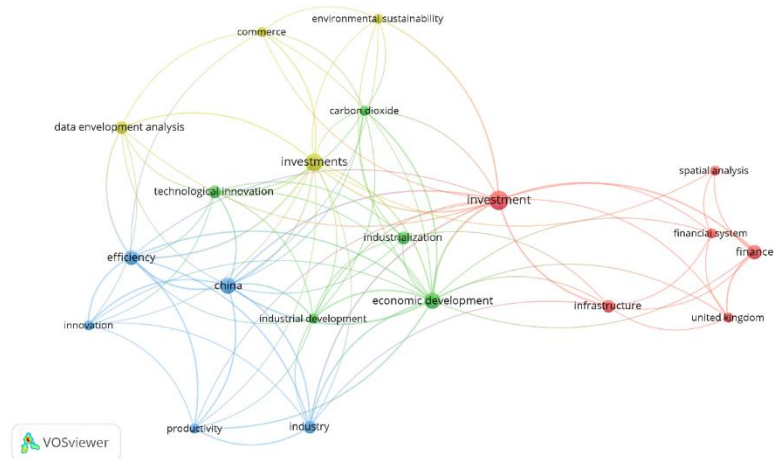 environmental sustainability
commerce
carbon dioxide
data envelopment analysis
investments
spatial analysis
technological innovation
investment
financial system
industrialization
finance
efficiency
china
economic development
infrastructure
industrial development
united kingdom
innovation
productivity
industry
VOSviewer